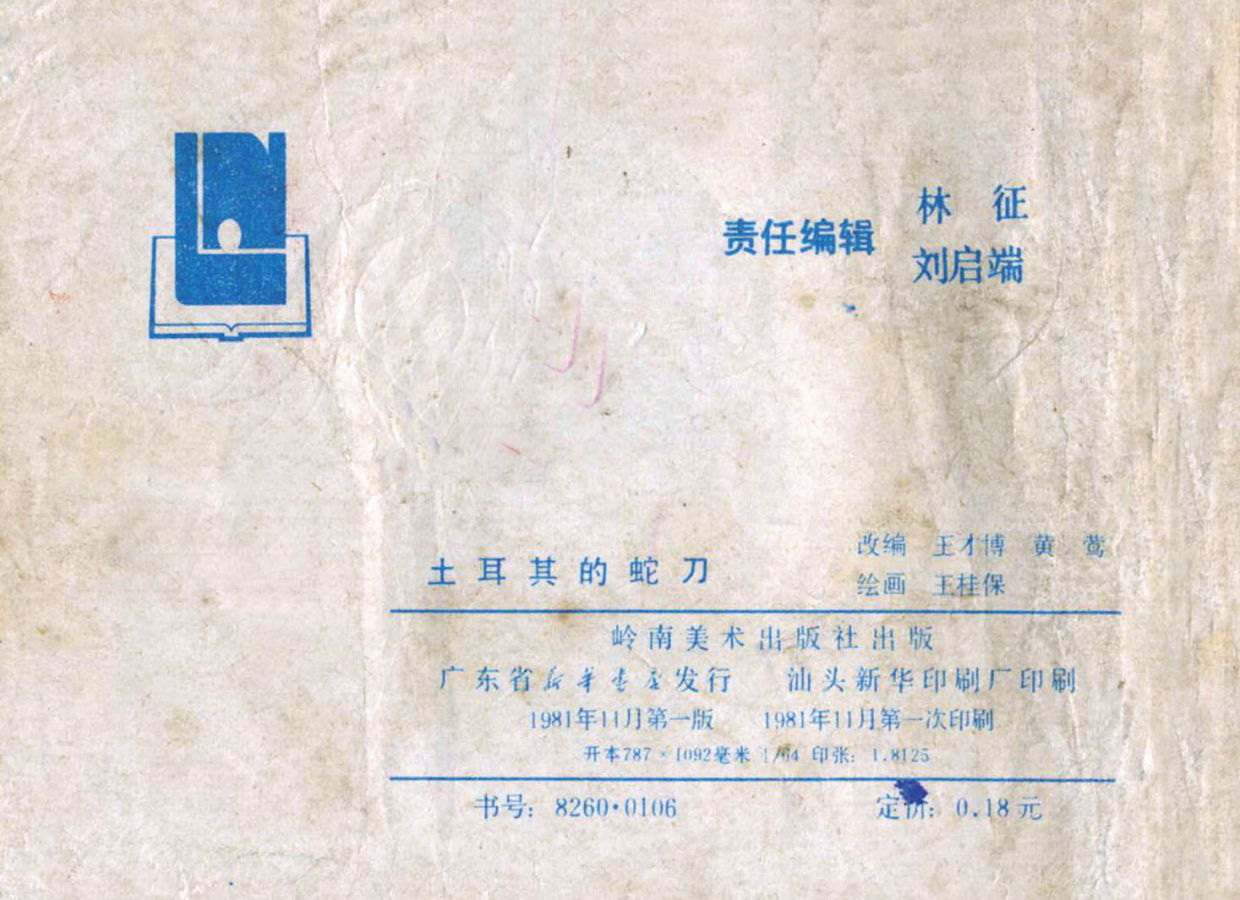 责任编辑
林 征
刘启端
土耳其的蛇刀
改编 王才博 黄 莺
绘画 王桂保
岭南美术出版社出版
广东省新华书店发行 汕头新华印刷厂印刷
1981年11月第一版 1981年11月第一次印刷
开本787×1092毫米 1/64 印张：1.8125
书号：8260·0106 定价：0.18元